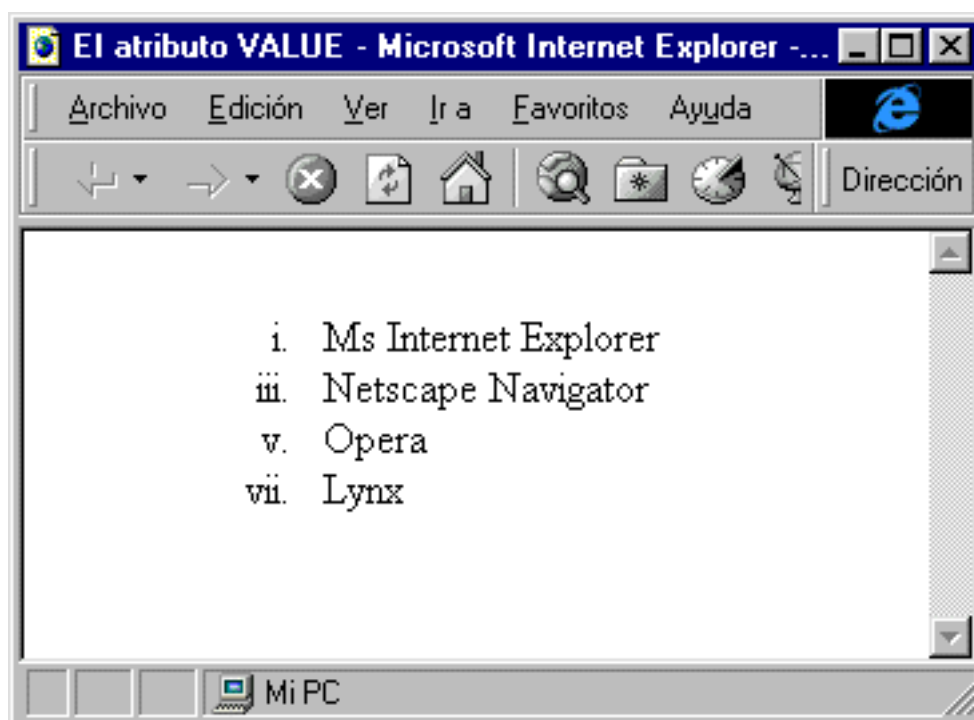 El atributo VALUE - Microsoft Internet Explorer -...
Archivo Edición Ver Ir a Favoritos Ayuda
Dirección
i. Ms Internet Explorer
iii. Netscape Navigator
v. Opera
vii. Lynx
Mi PC